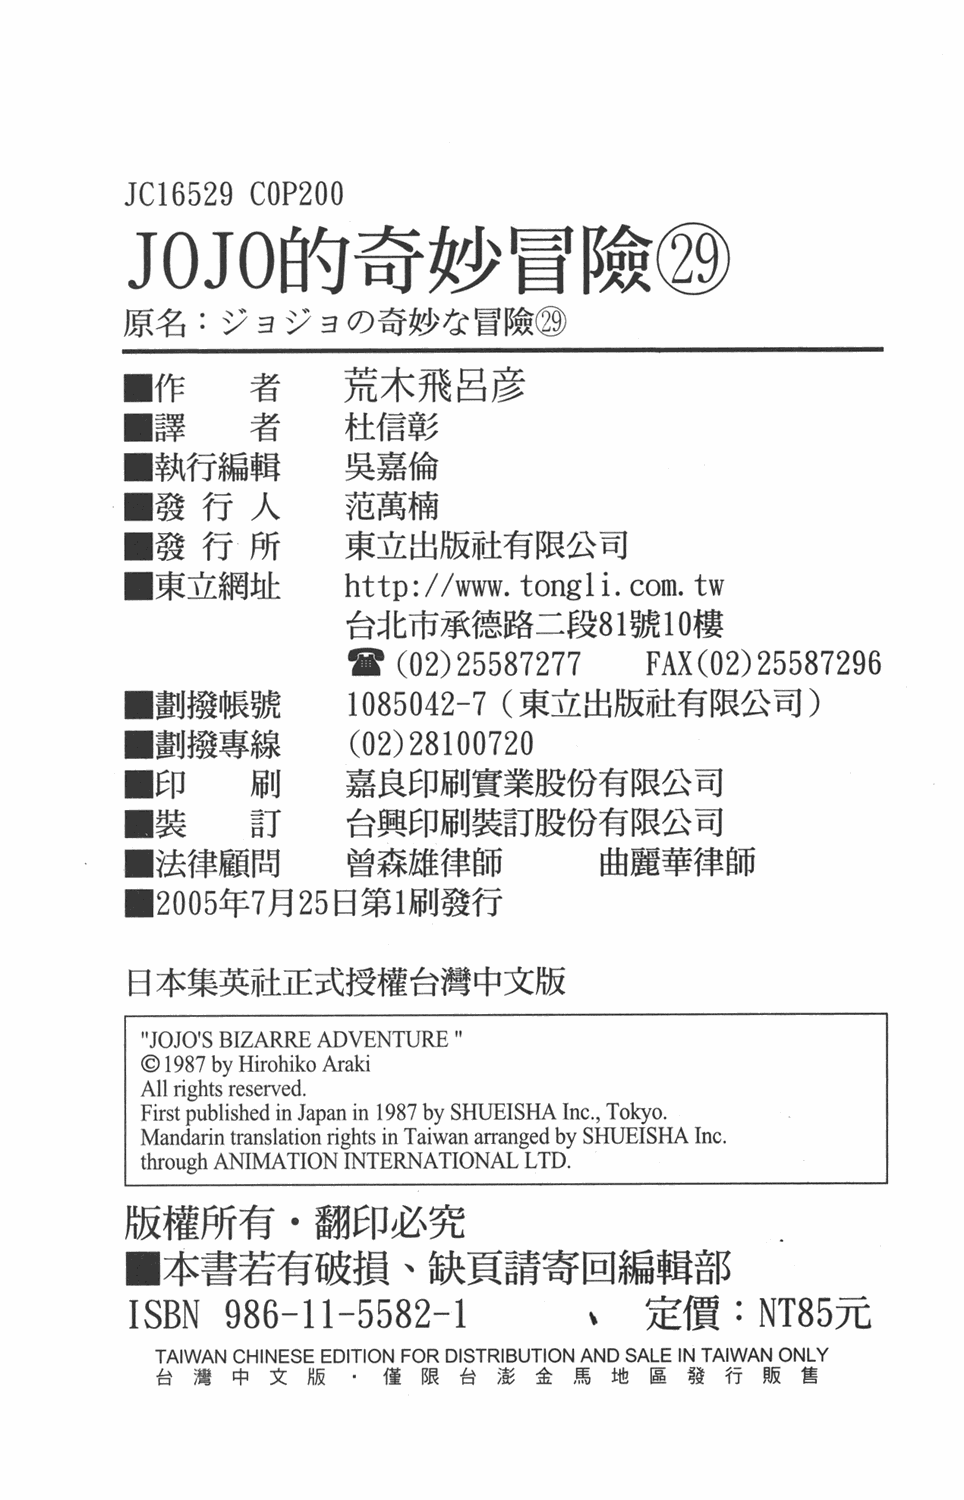 JC16529 COP200
JOJO的奇妙冒險㉙
原名：ジョジョの奇妙な冒險㉙
■作　　者　荒木飛呂彦
■譯　　者　杜信彰
■執行編輯　吳嘉倫
■發 行 人　范萬楠
■發 行 所　東立出版社有限公司
■東立網址　http://www.tongli.com.tw
台北市承德路二段81號10樓
☎(02)25587277　FAX(02)25587296
■劃撥帳號　1085042-7（東立出版社有限公司）
■劃撥專線　(02)28100720
■印　　刷　嘉良印刷實業股份有限公司
■裝　　訂　台興印刷裝訂股份有限公司
■法律顧問　曾森雄律師　　曲麗華律師
■2005年7月25日第1刷發行
日本集英社正式授權台灣中文版
"JOJO'S BIZARRE ADVENTURE "
©1987 by Hirohiko Araki
All rights reserved.
First published in Japan in 1987 by SHUEISHA Inc., Tokyo.
Mandarin translation rights in Taiwan arranged by SHUEISHA Inc.
through ANIMATION INTERNATIONAL LTD.
版權所有・翻印必究
■本書若有破損、缺頁請寄回編輯部
ISBN 986-11-5582-1　、　定價：NT85元
TAIWAN CHINESE EDITION FOR DISTRIBUTION AND SALE IN TAIWAN ONLY
台灣中文版・僅限台澎金馬地區發行販售